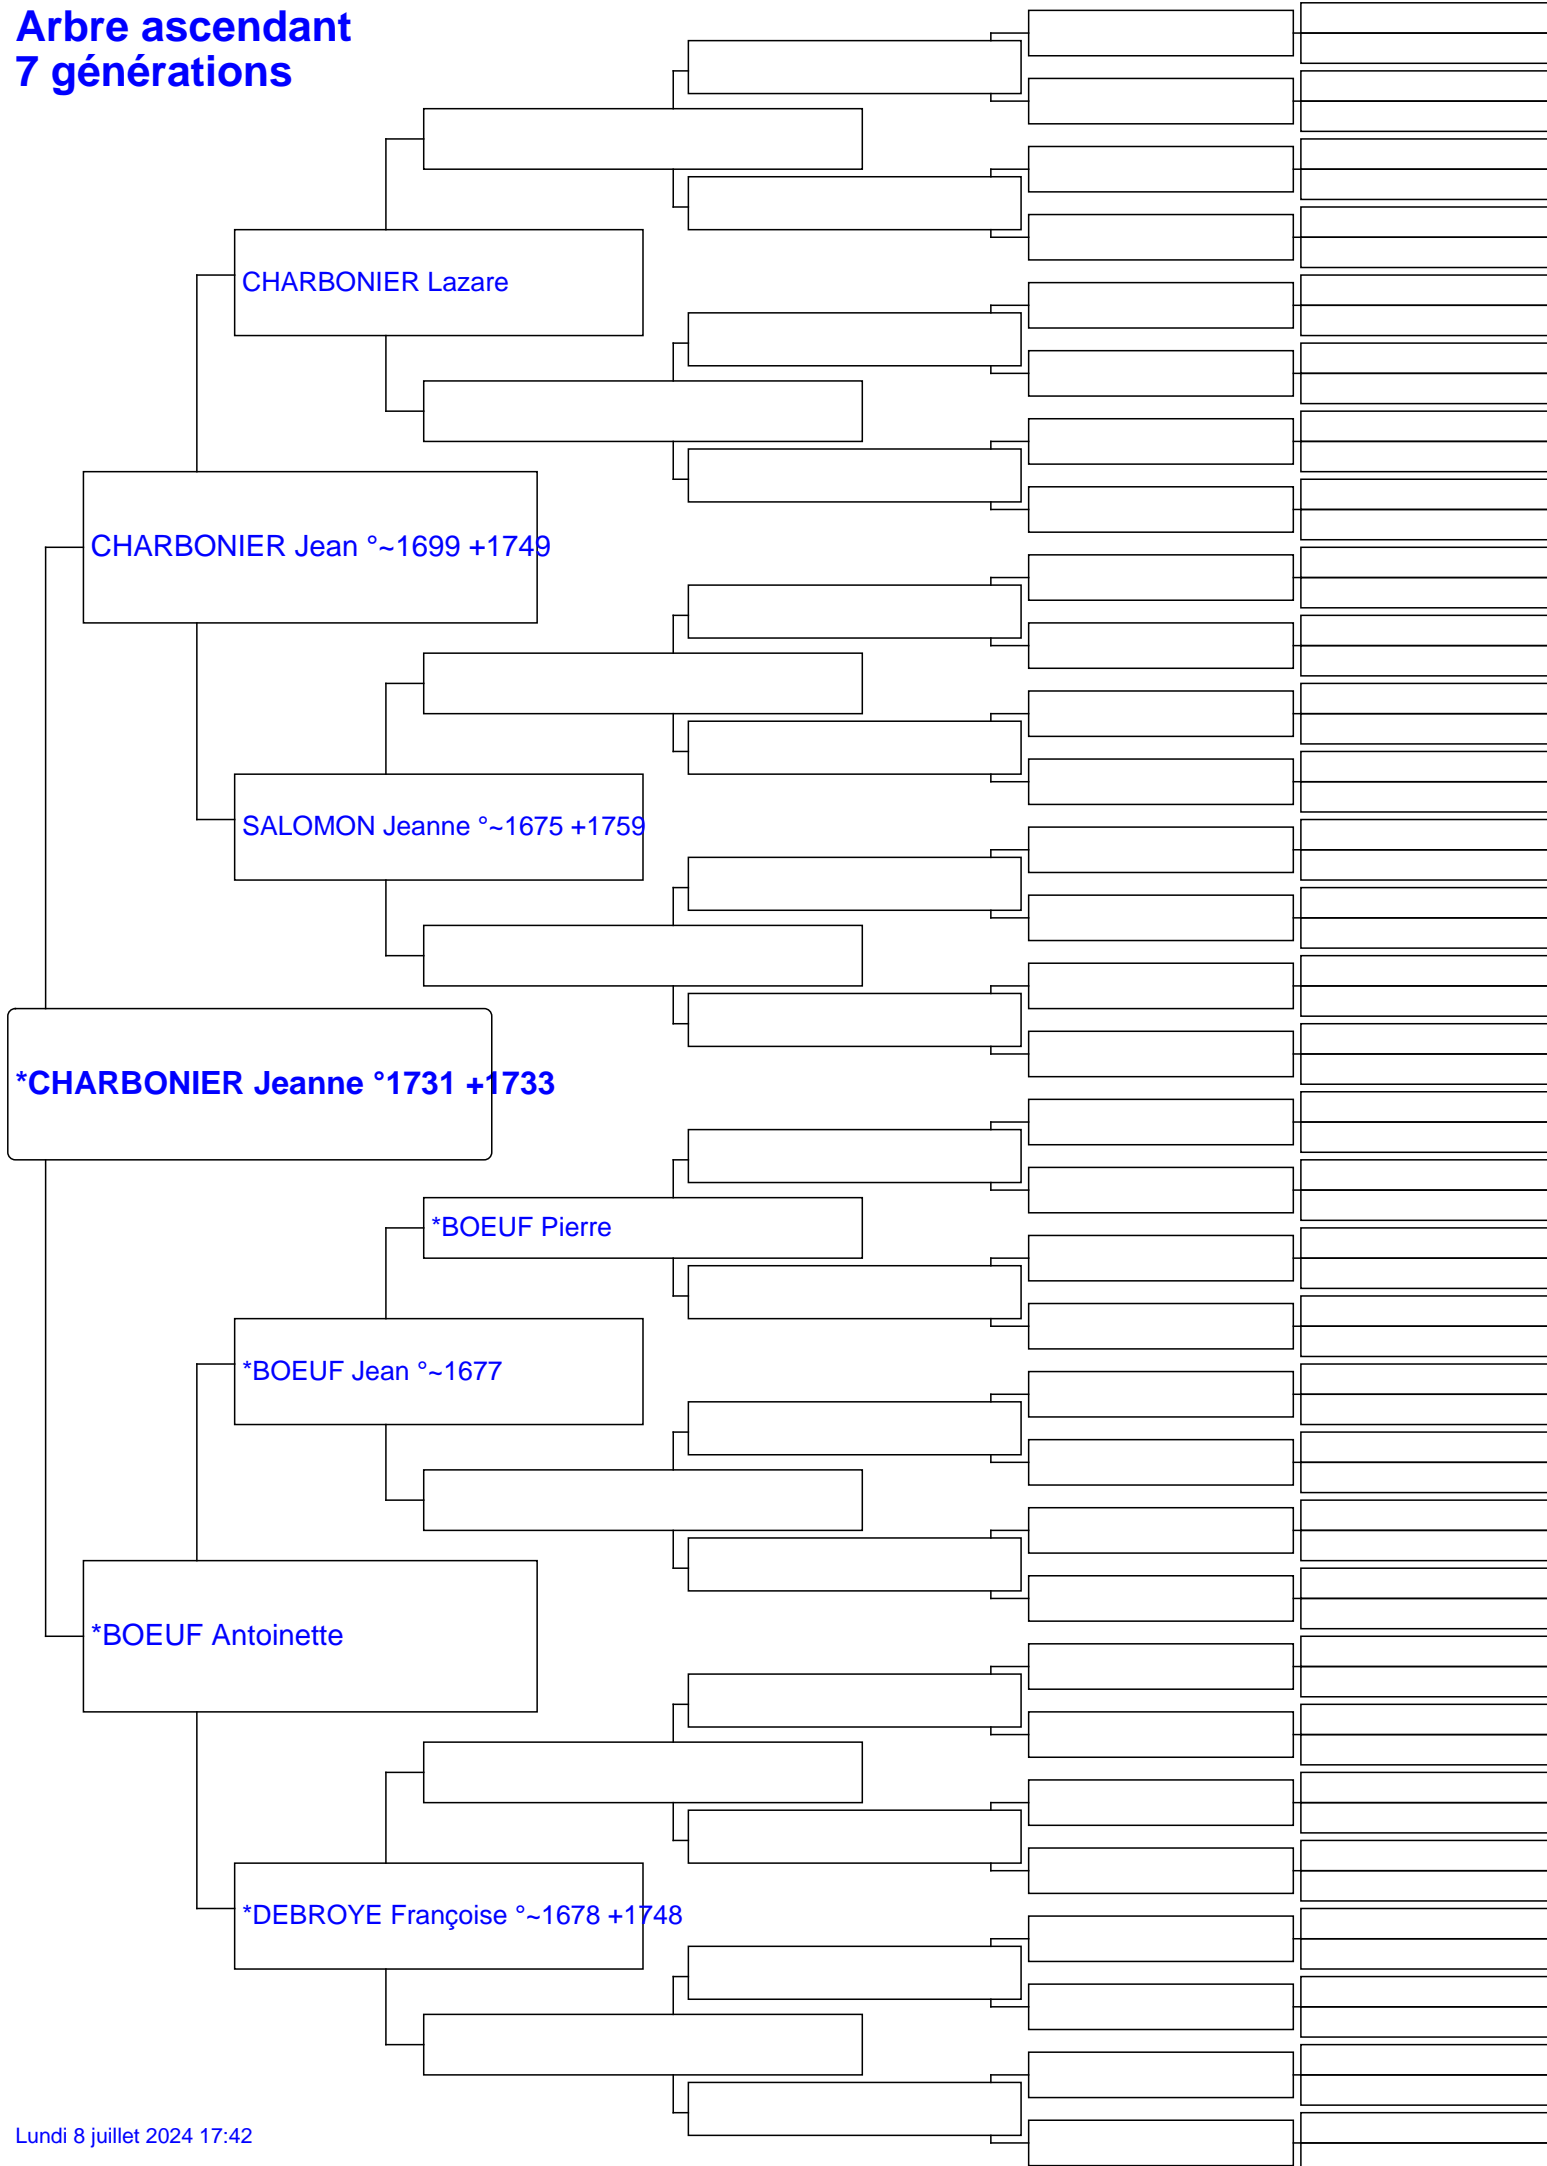 Arbre ascendant
7 générations
CHARBONIER Lazare
CHARBONIER Jean °~1699 +1749
SALOMON Jeanne °~1675 +1759
*CHARBONIER Jeanne °1731 +1733
*BOEUF Pierre
*BOEUF Jean °~1677
*BOEUF Antoinette
*DEBROYE Françoise °~1678 +1748
Lundi 8 juillet 2024 17:42